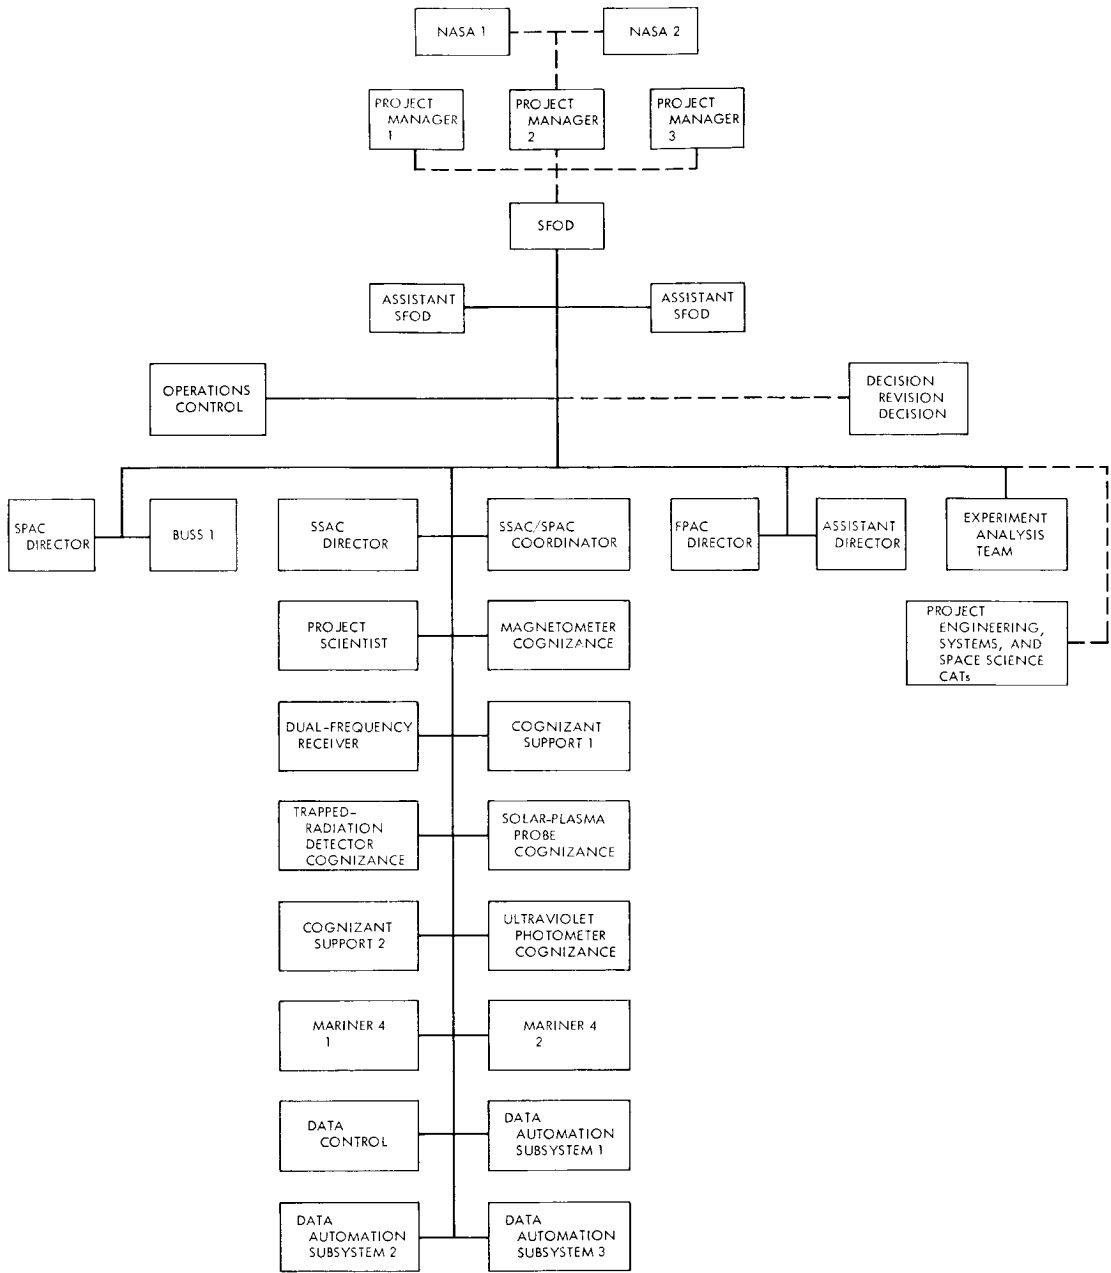 NASA 1
NASA 2
PROJECT
MANAGER
1
PROJECT
MANAGER
2
PROJECT
MANAGER
3
SFOD
ASSISTANT
SFOD
ASSISTANT
SFOD
OPERATIONS
CONTROL
DECISION
REVISION
DECISION
SPAC
DIRECTOR
BUSS 1
SSAC
DIRECTOR
SSAC/SPAC
COORDINATOR
FPAC
DIRECTOR
ASSISTANT
DIRECTOR
EXPERIMENT
ANALYSIS
TEAM
PROJECT
SCIENTIST
MAGNETOMETER
COGNIZANCE
PROJECT
ENGINEERING,
SYSTEMS, AND
SPACE SCIENCE
CATs
DUAL-FREQUENCY
RECEIVER
COGNIZANT
SUPPORT 1
TRAPPED-
RADIATION
DETECTOR
COGNIZANCE
SOLAR-PLASMA
PROBE
COGNIZANCE
COGNIZANT
SUPPORT 2
ULTRAVIOLET
PHOTOMETER
COGNIZANCE
MARINER 4
1
MARINER 4
2
DATA
CONTROL
DATA
AUTOMATION
SUBSYSTEM 1
DATA
AUTOMATION
SUBSYSTEM 2
DATA
AUTOMATION
SUBSYSTEM 3